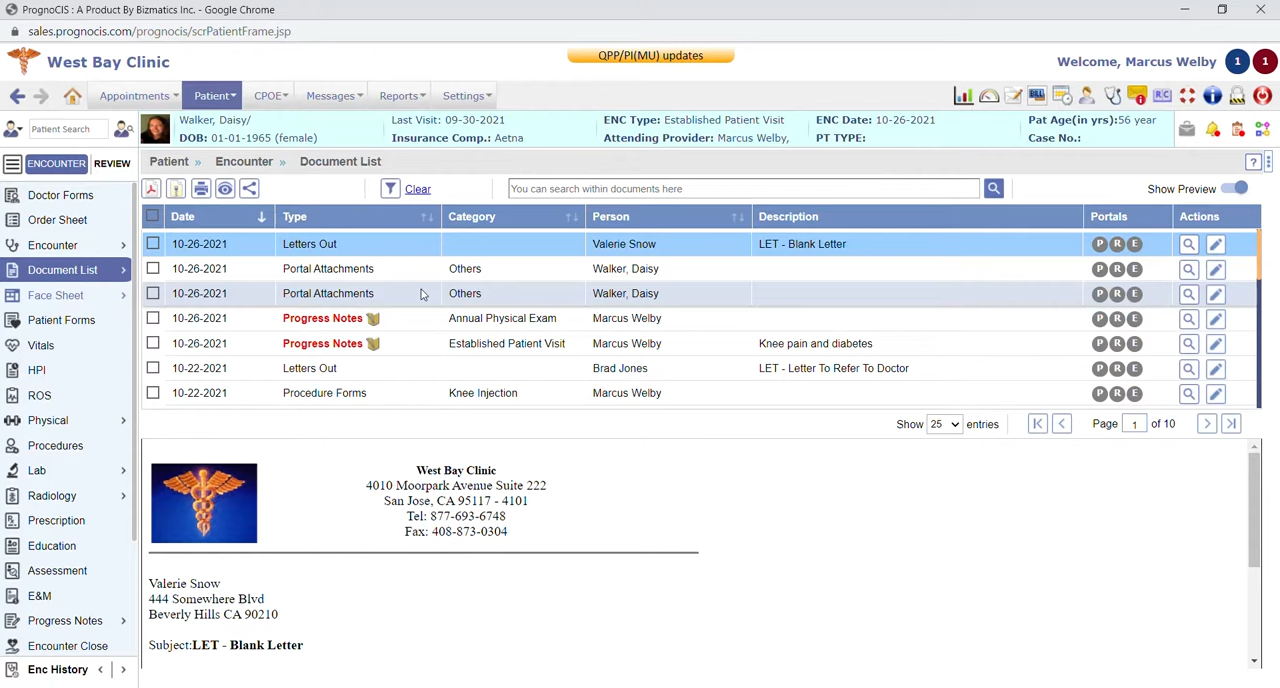 PrognoCIS : A Product By Bizmatics Inc. - Google Chrome
sales.prognocis.com/prognocis/scrPatientFrame.jsp
West Bay Clinic
QPP/PI(MU) updates
Welcome, Marcus Welby 1 1
Appointments Patient CPOE Messages Reports Settings
BILL R C
Patient Search
Walker, Daisy/
DOB: 01-01-1965 (female)
Last Visit: 09-30-2021
Insurance Comp.: Aetna
ENC Type: Established Patient Visit
Attending Provider: Marcus Welby,
ENC Date: 10-26-2021
PT TYPE:
Pat Age(in yrs):56 year
Case No.:
ENCOUNTER REVIEW
Patient » Encounter » Document List
?
Clear
You can search within documents here
Show Preview
Date Type Category Person Description Portals Actions
10-26-2021 Letters Out Valerie Snow LET - Blank Letter P R E
10-26-2021 Portal Attachments Others Walker, Daisy P R E
10-26-2021 Portal Attachments Others Walker, Daisy P R E
10-26-2021 Progress Notes Annual Physical Exam Marcus Welby P R E
10-26-2021 Progress Notes Established Patient Visit Marcus Welby Knee pain and diabetes P R E
10-22-2021 Letters Out Brad Jones LET - Letter To Refer To Doctor P R E
10-22-2021 Procedure Forms Knee Injection Marcus Welby P R E
Show 25 entries Page 1 of 10
Doctor Forms
Order Sheet
Encounter
Document List
Face Sheet
Patient Forms
Vitals
HPI
ROS
Physical
Procedures
Lab
Radiology
Prescription
Education
Assessment
E&M
Progress Notes
Encounter Close
Enc History
West Bay Clinic
4010 Moorpark Avenue Suite 222
San Jose, CA 95117 - 4101
Tel: 877-693-6748
Fax: 408-873-0304
Valerie Snow
444 Somewhere Blvd
Beverly Hills CA 90210
Subject:LET - Blank Letter